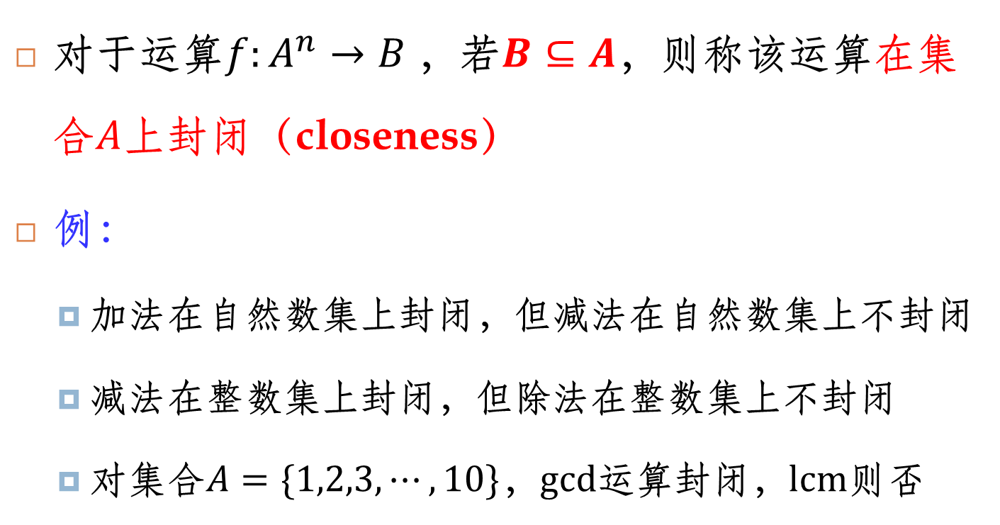 对于运算f: Aⁿ → B ，若B ⊆ A，则称该运算在集
合A上封闭（closeness）
例：
加法在自然数集上封闭，但减法在自然数集上不封闭
减法在整数集上封闭，但除法在整数集上不封闭
对集合A = {1,2,3, ⋯ , 10}，gcd运算封闭，lcm则否